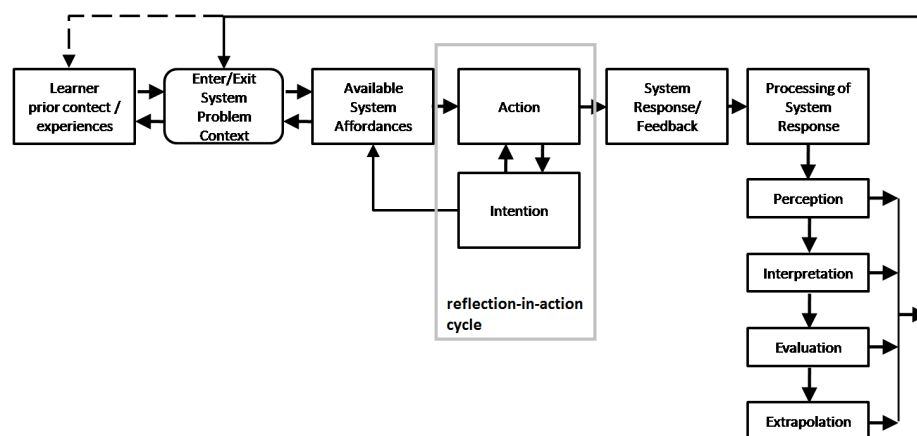 Learner
prior contect /
experiences
Enter/Exit
System
Problem
Context
Available
System
Affordances
Action
System
Response/
Feedback
Processing of
System
Response
Intention
Perception
Interpretation
reflection-in-action
cycle
Evaluation
Extrapolation